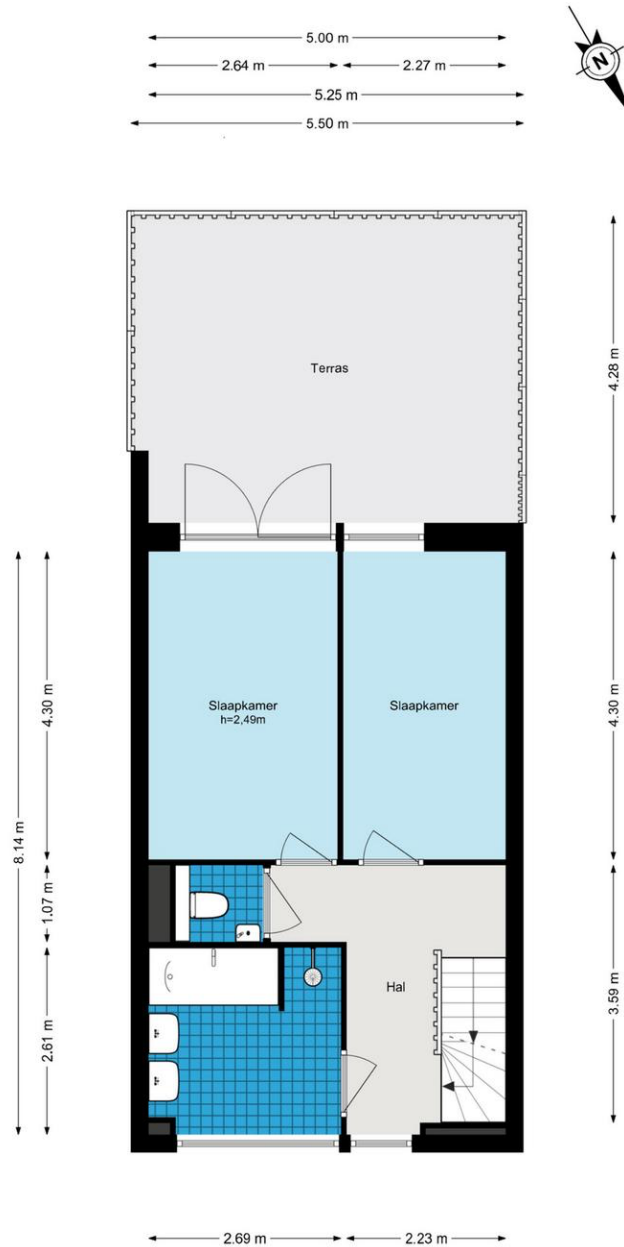 5.00 m
2.64 m
2.27 m
5.25 m
5.50 m
N
4.28 m
Terras
4.30 m
4.30 m
8.14 m
Slaapkamer
h=2,49m
Slaapkamer
1.07 m
3.59 m
2.61 m
Hal
2.69 m
2.23 m